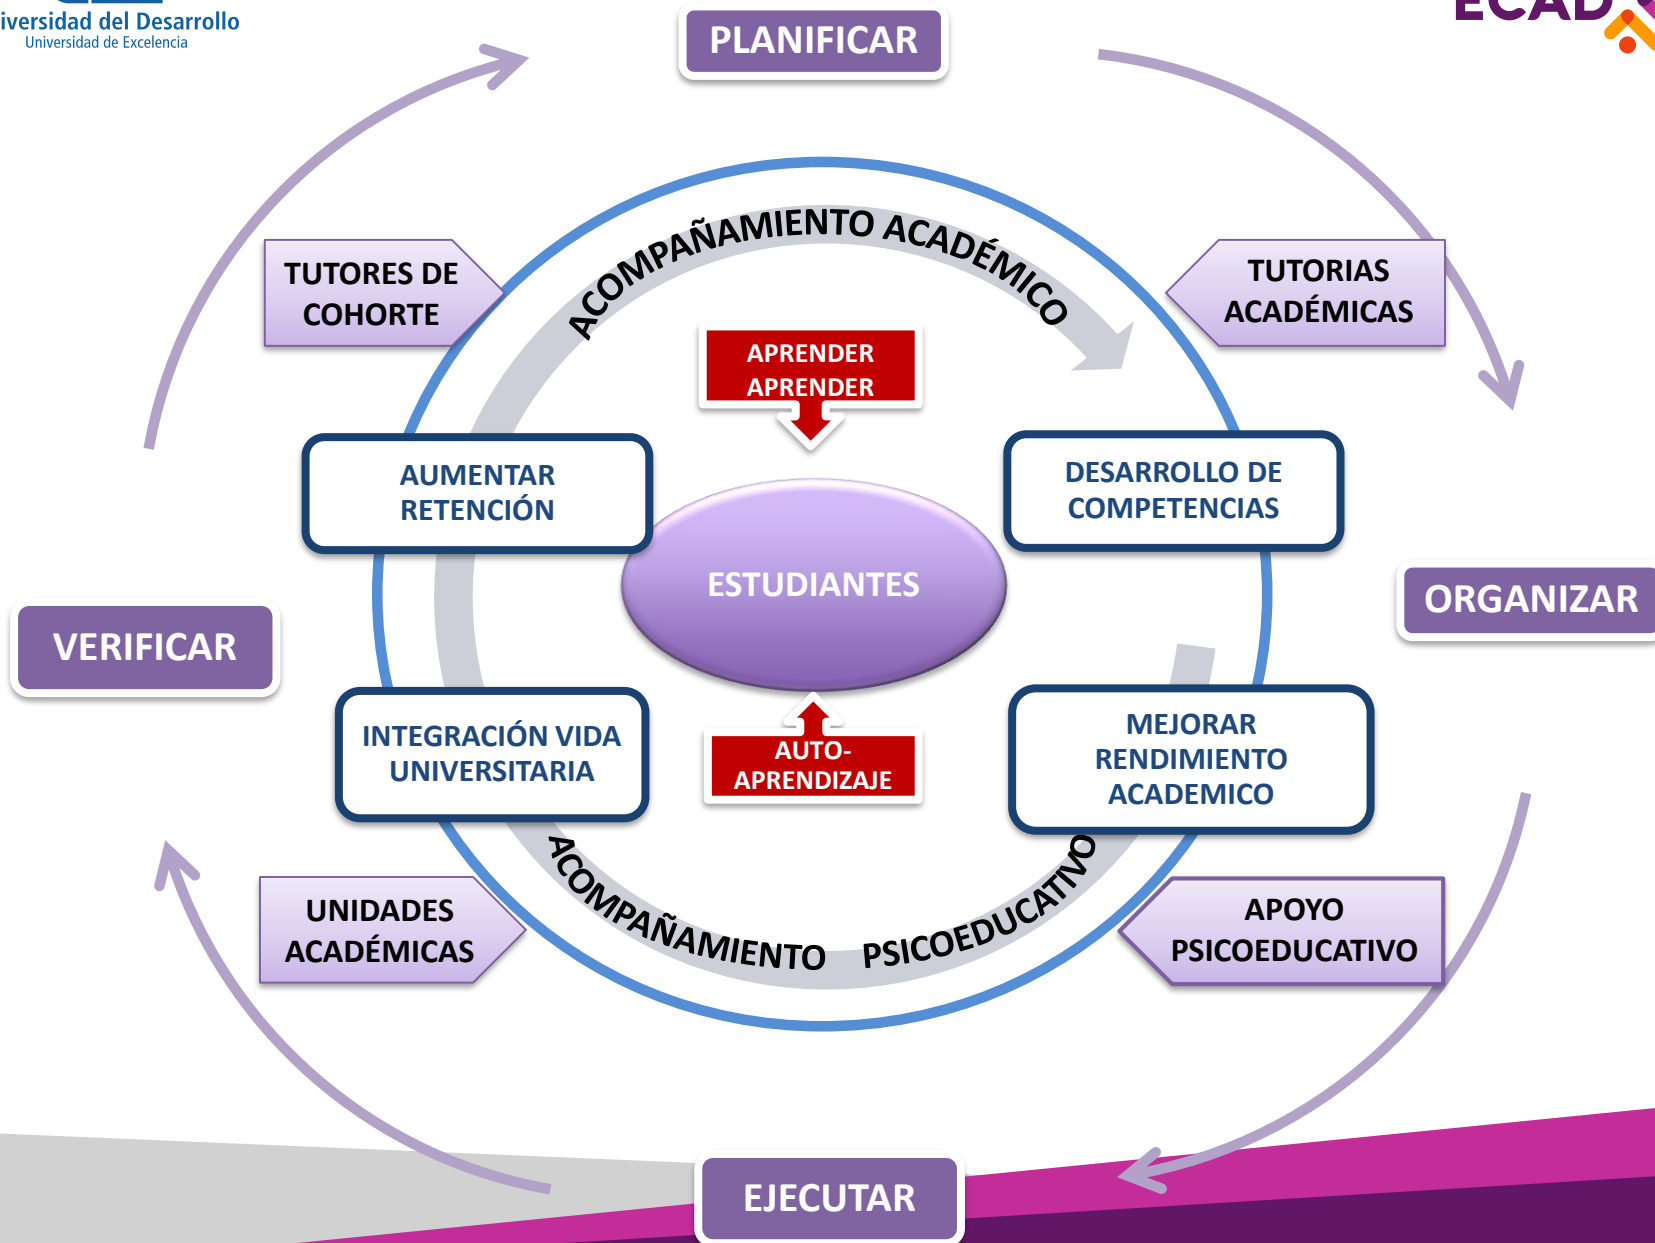 iversidad del Desarrollo
Universidad de Excelencia
ECAD
PLANIFICAR
ACOMPAÑAMIENTO ACADÉMICO
TUTORES DE
COHORTE
TUTORIAS
ACADÉMICAS
APRENDER
APRENDER
AUMENTAR
RETENCIÓN
DESARROLLO DE
COMPETENCIAS
ESTUDIANTES
ORGANIZAR
VERIFICAR
INTEGRACIÓN VIDA
UNIVERSITARIA
AUTO-
APRENDIZAJE
MEJORAR
RENDIMIENTO
ACADEMICO
ACOMPAÑAMIENTO PSICOEDUCATIVO
UNIDADES
ACADÉMICAS
APOYO
PSICOEDUCATIVO
EJECUTAR